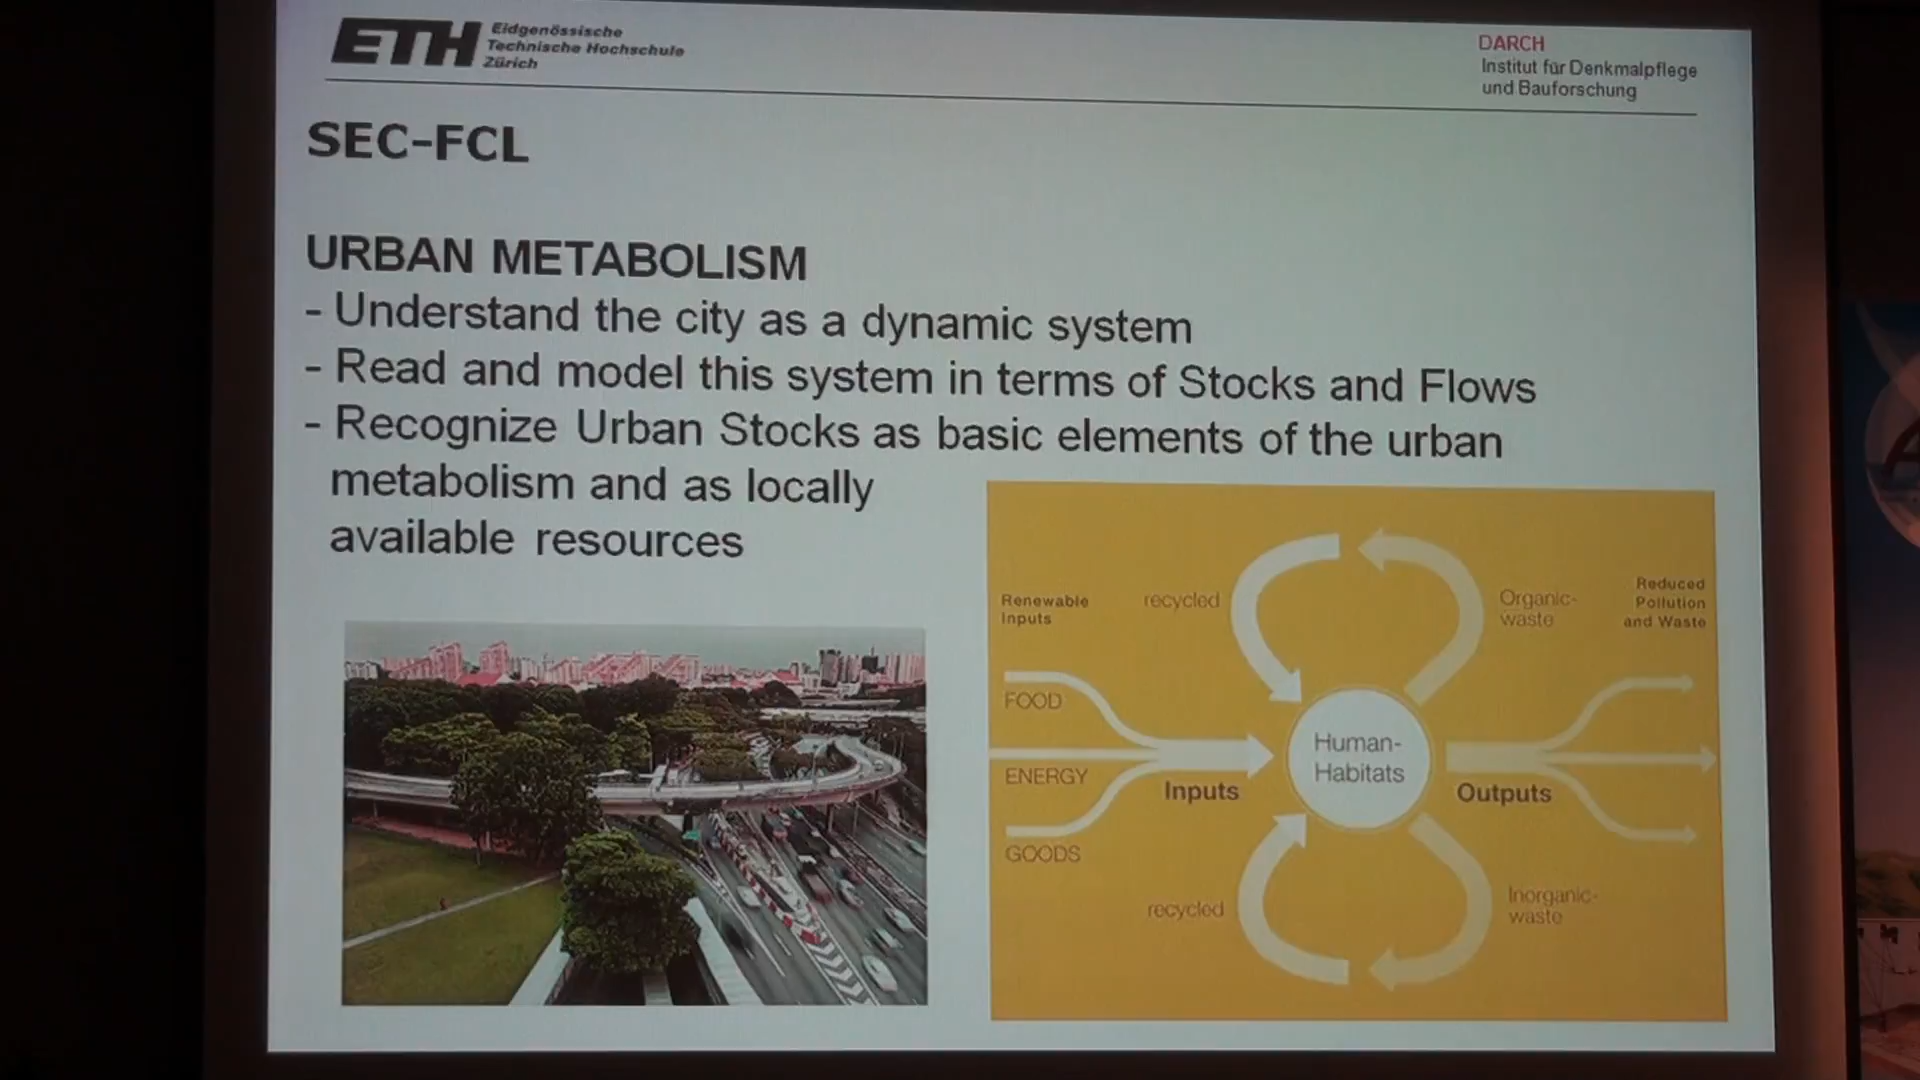 ETH Eidgenössische
Technische Hochschule
Zürich
DARCH
Institut für Denkmalpflege
und Bauforschung
SEC-FCL
URBAN METABOLISM
- Understand the city as a dynamic system
- Read and model this system in terms of Stocks and Flows
- Recognize Urban Stocks as basic elements of the urban
metabolism and as locally
available resources
Renewable
Inputs
recycled
Organic-
waste
Reduced
Pollution
and Waste
FOOD
ENERGY
GOODS
Inputs
Human-
Habitats
Outputs
recycled
Inorganic-
waste